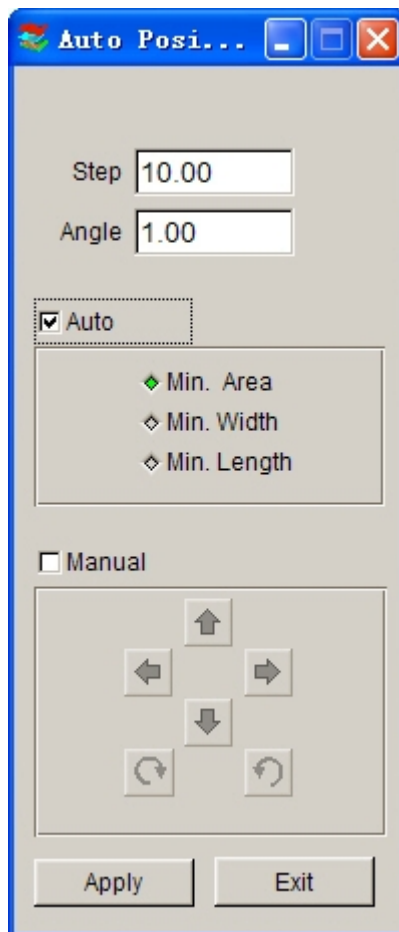 Auto Posi...
Step 10.00
Angle 1.00
Auto
Min. Area
Min. Width
Min. Length
Manual
Apply Exit